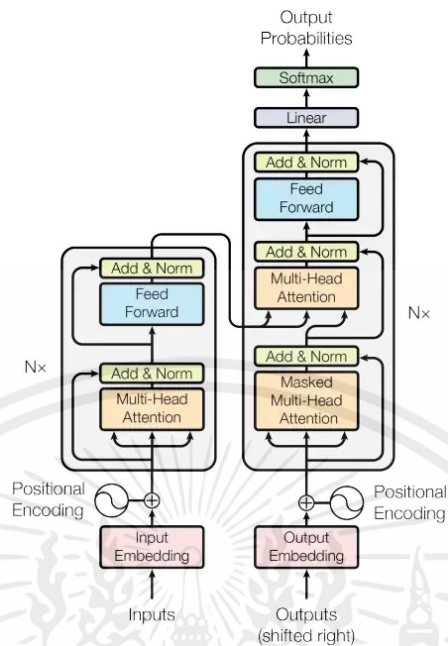 Output
Probabilities
Softmax
Linear
Add & Norm
Feed
Forward
Add & Norm
Multi-Head
Attention
Add & Norm
Masked
Multi-Head
Attention
Nx
Add & Norm
Feed
Forward
Add & Norm
Multi-Head
Attention
Nx
Positional
Encoding
Positional
Encoding
Input
Embedding
Output
Embedding
Inputs
Outputs
(shifted right)